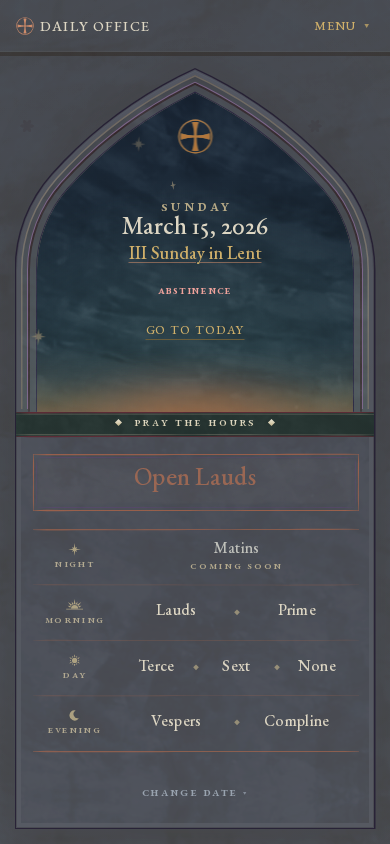 DAILY OFFICE
MENU
SUNDAY
March 15, 2026
III Sunday in Lent
ABSTINENCE
GO TO TODAY
PRAY THE HOURS
Open Lauds
Matins
NIGHT
COMING SOON
Lauds
Prime
MORNING
Terce
Sext
None
DAY
Vespers
Compline
EVENING
CHANGE DATE